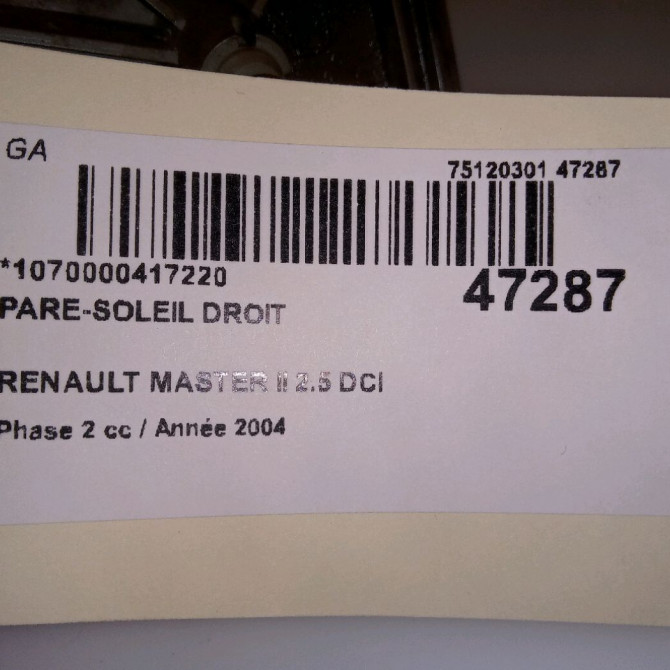 GA
75120301 47287
*1070000417220
47287
PARE-SOLEIL DROIT
RENAULT MASTER II 2.5 DCI
Phase 2 cc / Année 2004